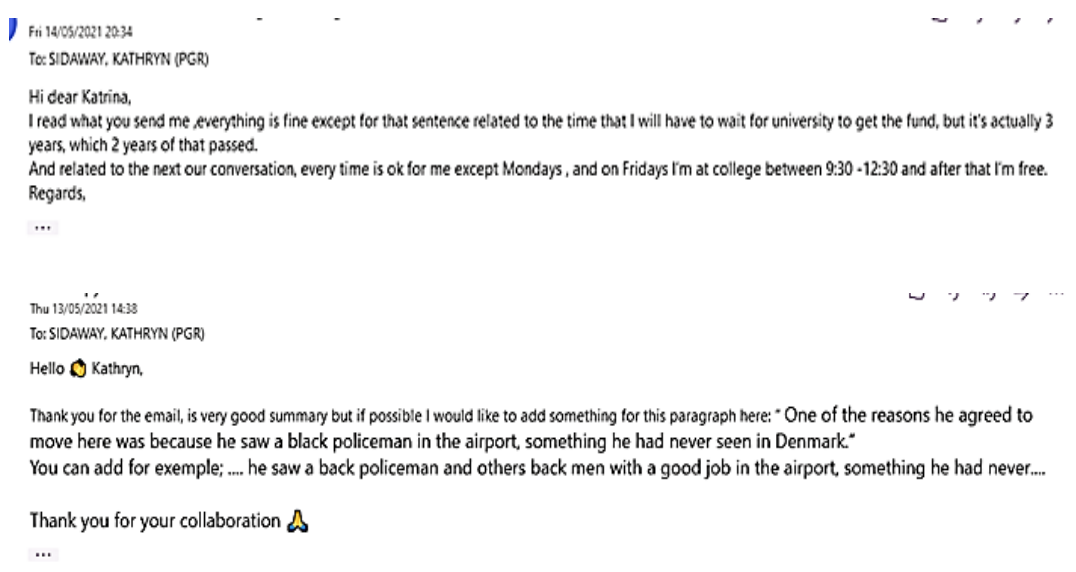 Fri 14/05/2021 20:34
To: SIDAWAY, KATHRYN (PGR)
Hi dear Katrina,
I read what you send me ,everything is fine except for that sentence related to the time that I will have to wait for university to get the fund, but it's actually 3
years, which 2 years of that passed.
And related to the next our conversation, every time is ok for me except Mondays , and on Fridays I'm at college between 9:30 -12:30 and after that I'm free.
Regards,
...
Thu 13/05/2021 14:38
To: SIDAWAY, KATHRYN (PGR)
Hello 👋 Kathryn,
Thank you for the email, is very good summary but if possible I would like to add something for this paragraph here: " One of the reasons he agreed to
move here was because he saw a black policeman in the airport, something he had never seen in Denmark."
You can add for exemple; .... he saw a back policeman and others back men with a good job in the airport, something he had never....
Thank you for your collaboration 🙏
...